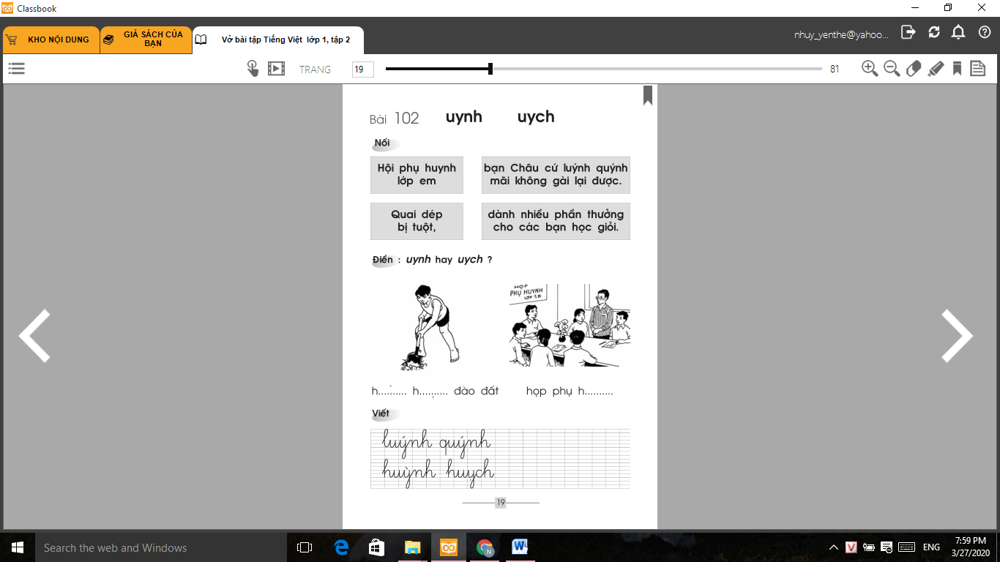 Classbook
KHO NỘI DUNG
GIÁ SÁCH CỦA
BẠN
Vở bài tập Tiếng Việt lớp 1, tập 2
nhuy_yenthe@yahoo...
TRANG 19 81
Bài 102 uynh uych
Nối
Hội phụ huynh
lớp em
bạn Châu cứ luýnh quýnh
mãi không gài lại được.
Quai dép
bị tuột,
dành nhiều phần thưởng
cho các bạn học giỏi.
Điền : uynh hay uych ?
HỌP
PHỤ HUYNH
LỚP 1B
h....̀..... h.....̣..... đào đất họp phụ h..........
Viết
luýnh quýnh
huỳnh huỵch
19
Search the web and Windows
ENG
7:59 PM
3/27/2020